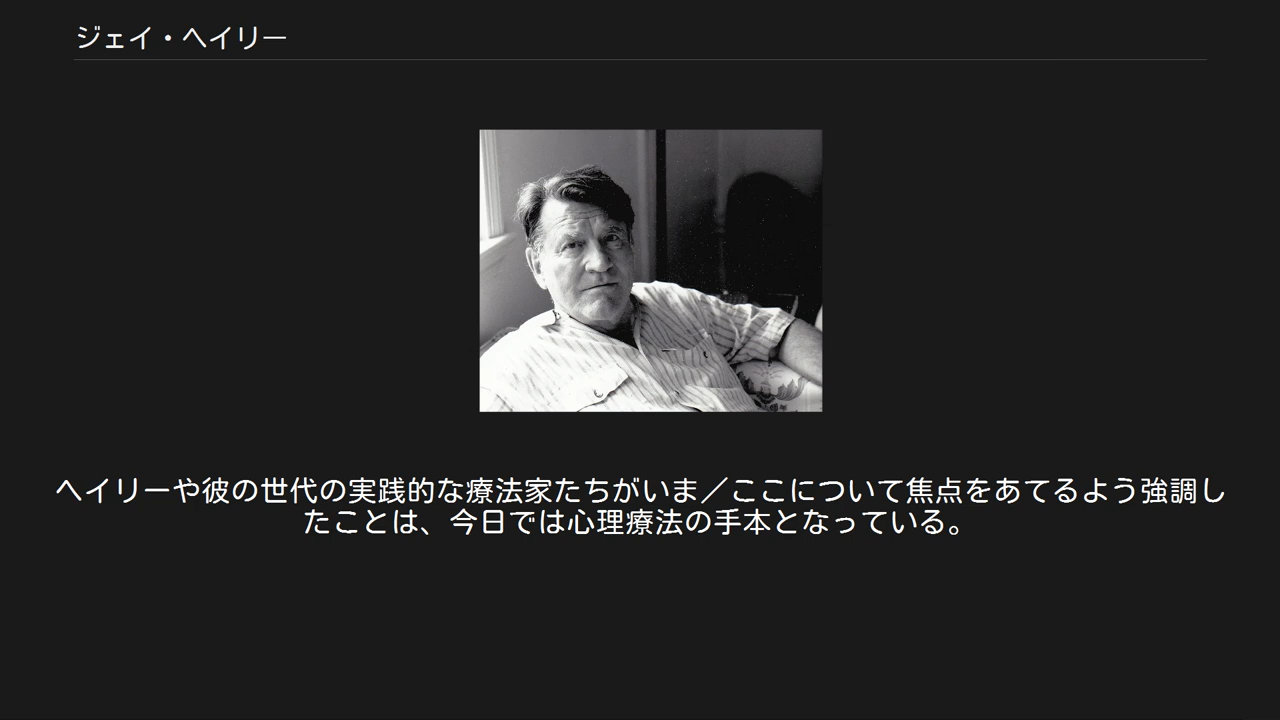 ジェイ・ヘイリー
ヘイリーや彼の世代の実践的な療法家たちがいま／ここについて焦点をあてるよう強調し
たことは、今日では心理療法の手本となっている。